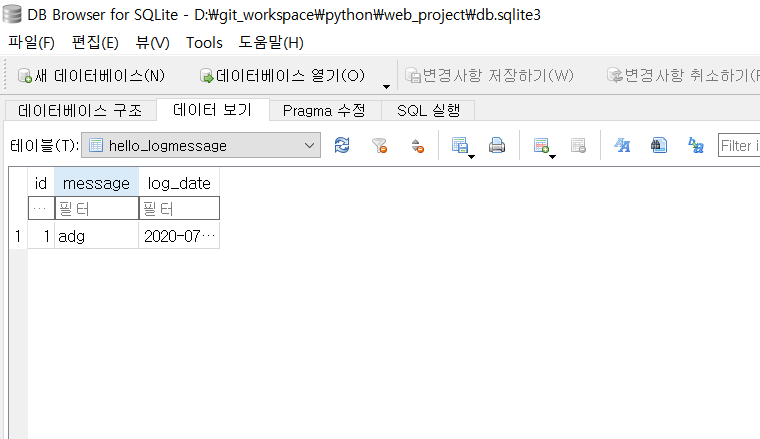 DB Browser for SQLite - D:\git_workspace\python\web_project\db.sqlite3
파일(F) 편집(E) 뷰(V) Tools 도움말(H)
새 데이터베이스(N) 데이터베이스 열기(O) 변경사항 저장하기(W) 변경사항 취소하기(
데이터베이스 구조 데이터 보기 Pragma 수정 SQL 실행
테이블(T): hello_logmessage Filter i
id message log_date
... 필터 필터
1 1 adg 2020-07...